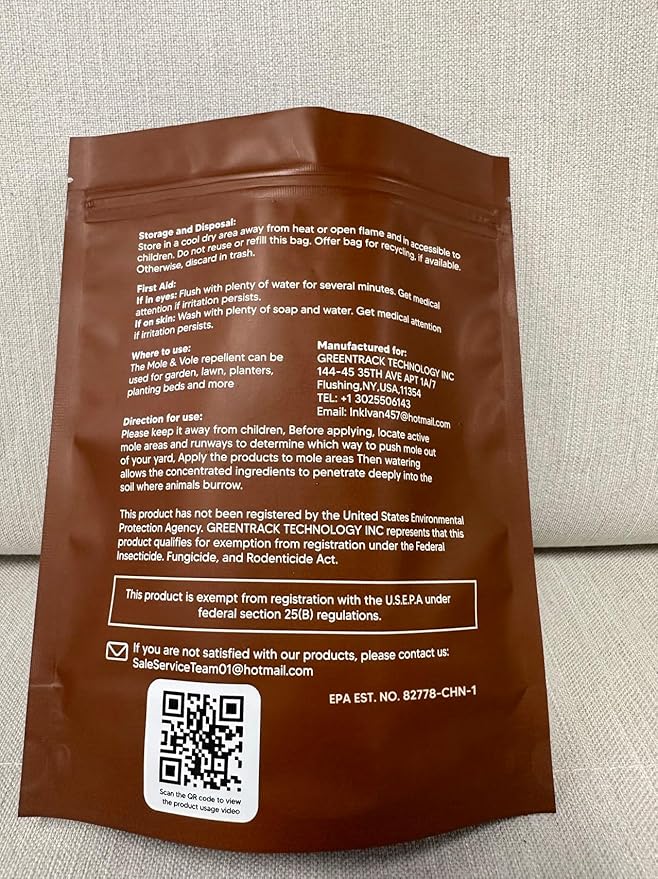 Storage and Disposal:
Store in a cool dry area away from heat or open flame and in accessible to
children. Do not reuse or refill this bag. Offer bag for recycling, if available.
Otherwise, discard in trash.
First Aid:
If in eyes: Flush with plenty of water for several minutes. Get medical
attention if irritation persists.
If on skin: Wash with plenty of soap and water. Get medical attention
if irritation persists.
Where to use:
The Mole & Vole repellent can be
used for garden, lawn, planters,
planting beds and more
Manufactured for:
GREENTRACK TECHNOLOGY INC
144-45 35TH AVE APT 1A/7
Flushing,NY,USA,11354
TEL: +1 3025506143
Email: Inklvan457@hotmail.com
Direction for use:
Please keep it away from children, Before applying, locate active
mole areas and runways to determine which way to push mole out
of your yard, Apply the products to mole areas Then watering
allows the concentrated ingredients to penetrate deeply into the
soil where animals burrow.
This product has not been registered by the United States Environmental
Protection Agency. GREENTRACK TECHNOLOGY INC represents that this
product qualifies for exemption from registration under the Federal
Insecticide. Fungicide, and Rodenticide Act.
This product is exempt from registration with the U.S.E.P.A under
federal section 25(B) regulations.
If you are not satisfied with our products, please contact us:
SaleServiceTeam01@hotmail.com
EPA EST. NO. 82778-CHN-1
Scan the QR code to view
the product usage video